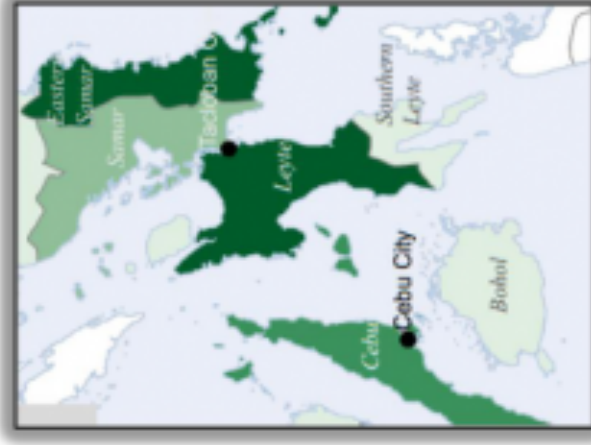 Eastern
Samar
Samar
Tacloban C
Leyte
Southern
Leyte
Cebu
Cebu City
Bohol